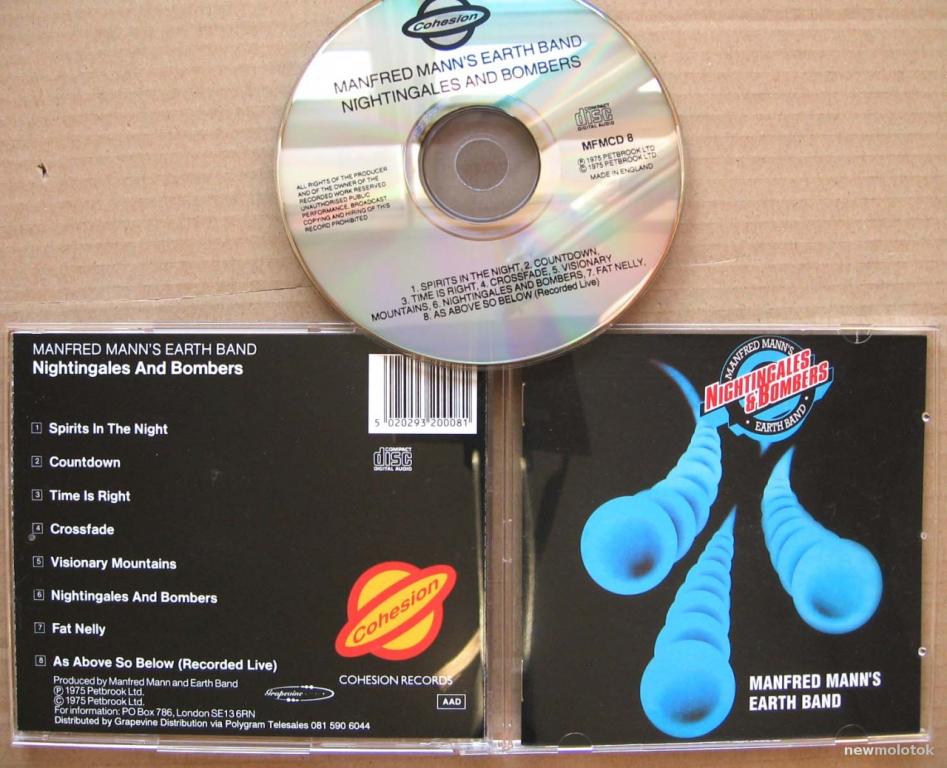 Cohesion
MANFRED MANN'S EARTH BAND
NIGHTINGALES AND BOMBERS
COMPACT
disc
DIGITAL AUDIO
MFMCD 8
℗ 1975 PETBROOK LTD
© 1975 PETBROOK LTD.
MADE IN ENGLAND
ALL RIGHTS OF THE PRODUCER
AND OF THE OWNER OF THE
RECORDED WORK RESERVED
UNAUTHORISED PUBLIC
PERFORMANCE, BROADCAST
COPYING AND HIRING OF THIS
RECORD PROHIBITED
1. SPIRITS IN THE NIGHT, 2. COUNTDOWN,
3. TIME IS RIGHT, 4. CROSSFADE, 5. VISIONARY
MOUNTAINS, 6. NIGHTINGALES AND BOMBERS, 7. FAT NELLY,
8. AS ABOVE SO BELOW (Recorded Live)
MANFRED MANN'S EARTH BAND
Nightingales And Bombers
5 020293 200081
COMPACT
disc
DIGITAL AUDIO
1 Spirits In The Night
2 Countdown
3 Time Is Right
4 Crossfade
5 Visionary Mountains
6 Nightingales And Bombers
7 Fat Nelly
8 As Above So Below (Recorded Live)
Cohesion
COHESION RECORDS
Produced by Manfred Mann and Earth Band
℗ 1975 Petbrook Ltd.
© 1975 Petbrook Ltd.
For information: PO Box 786, London SE13 6RN
Distributed by Grapevine Distribution via Polygram Telesales 081 590 6044
Grapevine
AAD
MANFRED MANN'S
NIGHTINGALES
& BOMBERS
EARTH BAND
MANFRED MANN'S
EARTH BAND
newmolotok